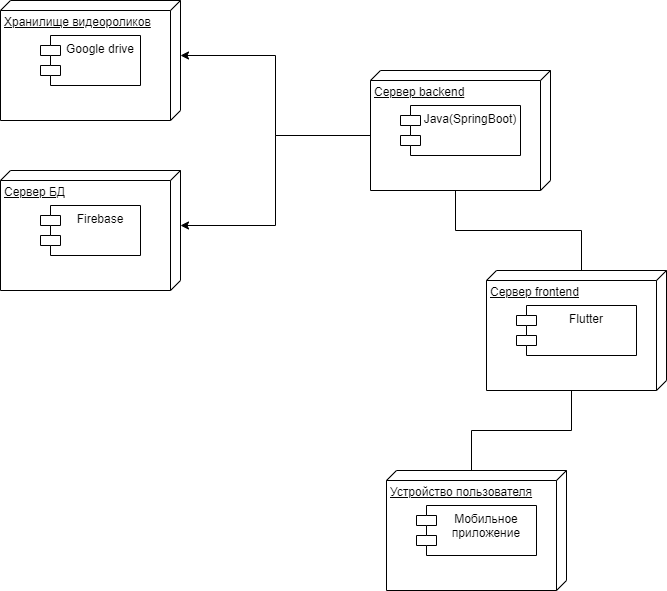 Хранилище видеороликов
Google drive
Сервер backend
Java(SpringBoot)
Сервер БД
Firebase
Сервер frontend
Flutter
Устройство пользователя
Мобильное
приложение